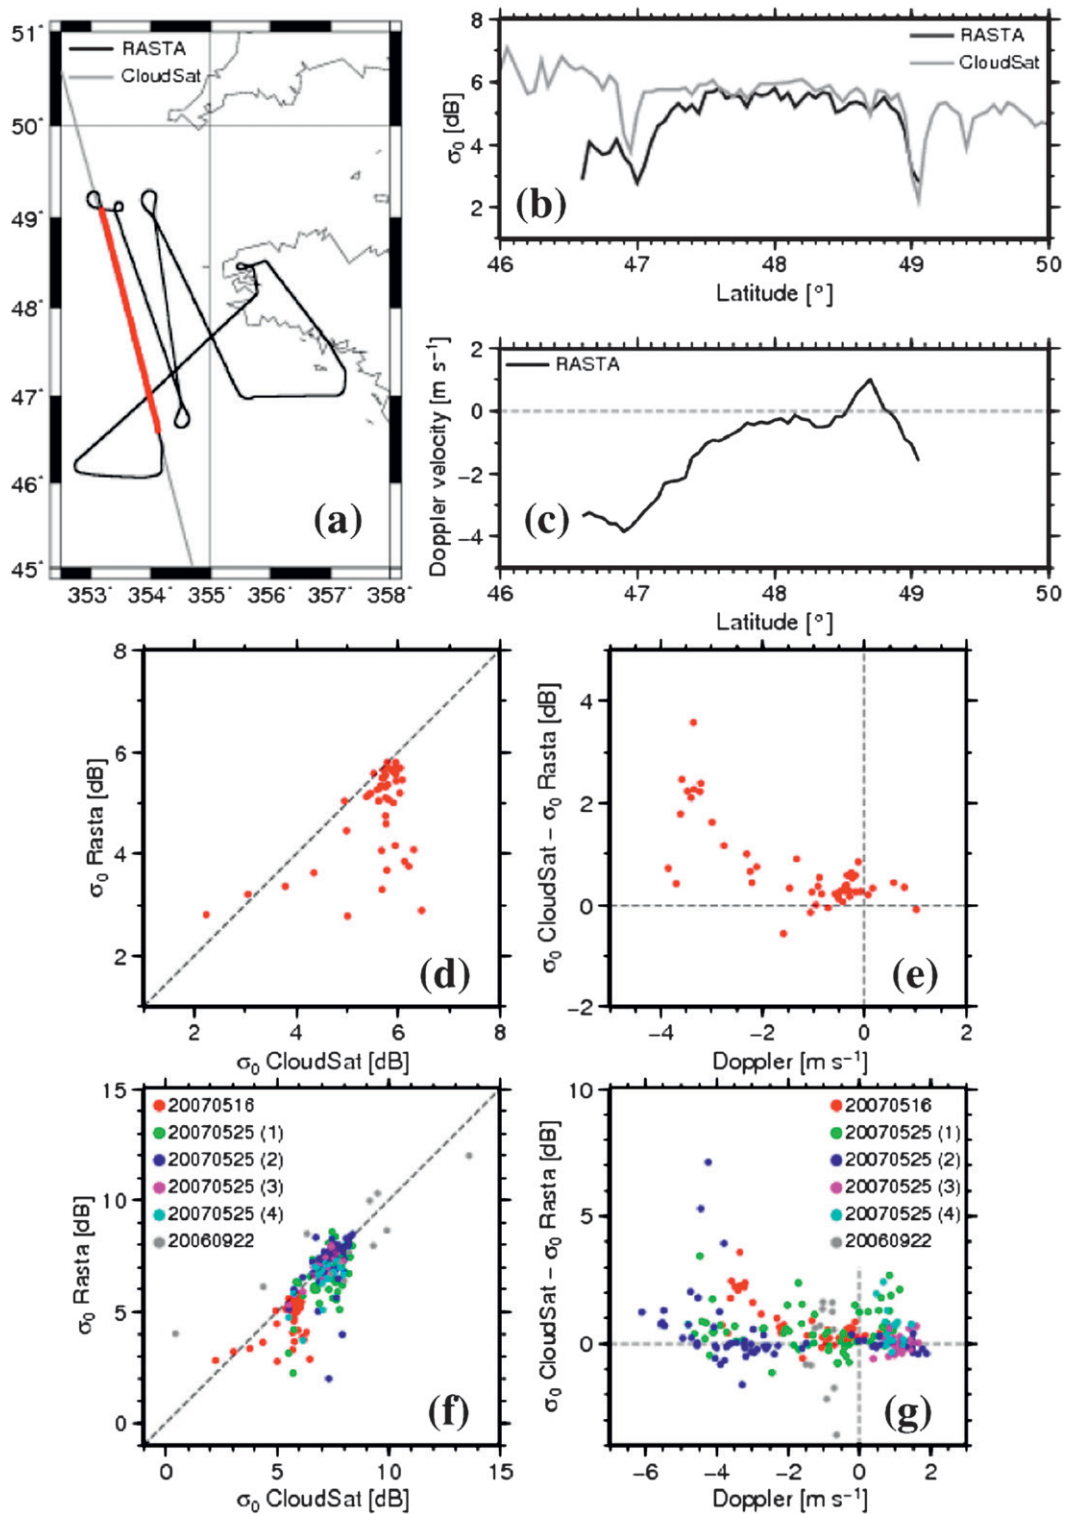 RASTA
CloudSat
51°
50°
49°
48°
47°
46°
45°
353° 354° 355° 356° 357° 358°
(a)
RASTA
CloudSat
σ0 [dB]
8
6
4
2
46 47 48 49 50
Latitude [°]
(b)
RASTA
Doppler velocity [m s−1]
2
0
−2
−4
46 47 48 49 50
Latitude [°]
(c)
σ0 Rasta [dB]
8
6
4
2
2 4 6 8
σ0 CloudSat [dB]
(d)
σ0 CloudSat − σ0 Rasta [dB]
4
2
0
−2
−4 −2 0 2
Doppler [m s−1]
(e)
20070516
20070525 (1)
20070525 (2)
20070525 (3)
20070525 (4)
20060922
σ0 Rasta [dB]
15
10
5
0
0 5 10 15
σ0 CloudSat [dB]
(f)
20070516
20070525 (1)
20070525 (2)
20070525 (3)
20070525 (4)
20060922
σ0 CloudSat − σ0 Rasta [dB]
10
5
0
−6 −4 −2 0 2
Doppler [m s−1]
(g)